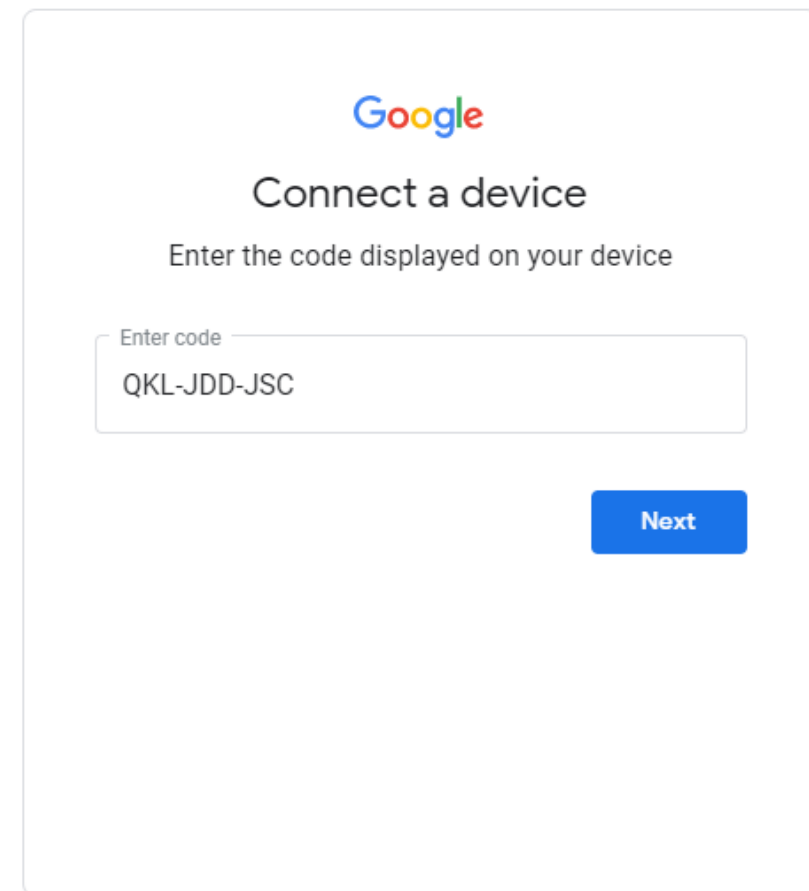 Google
Connect a device
Enter the code displayed on your device
Enter code
QKL-JDD-JSC
Next